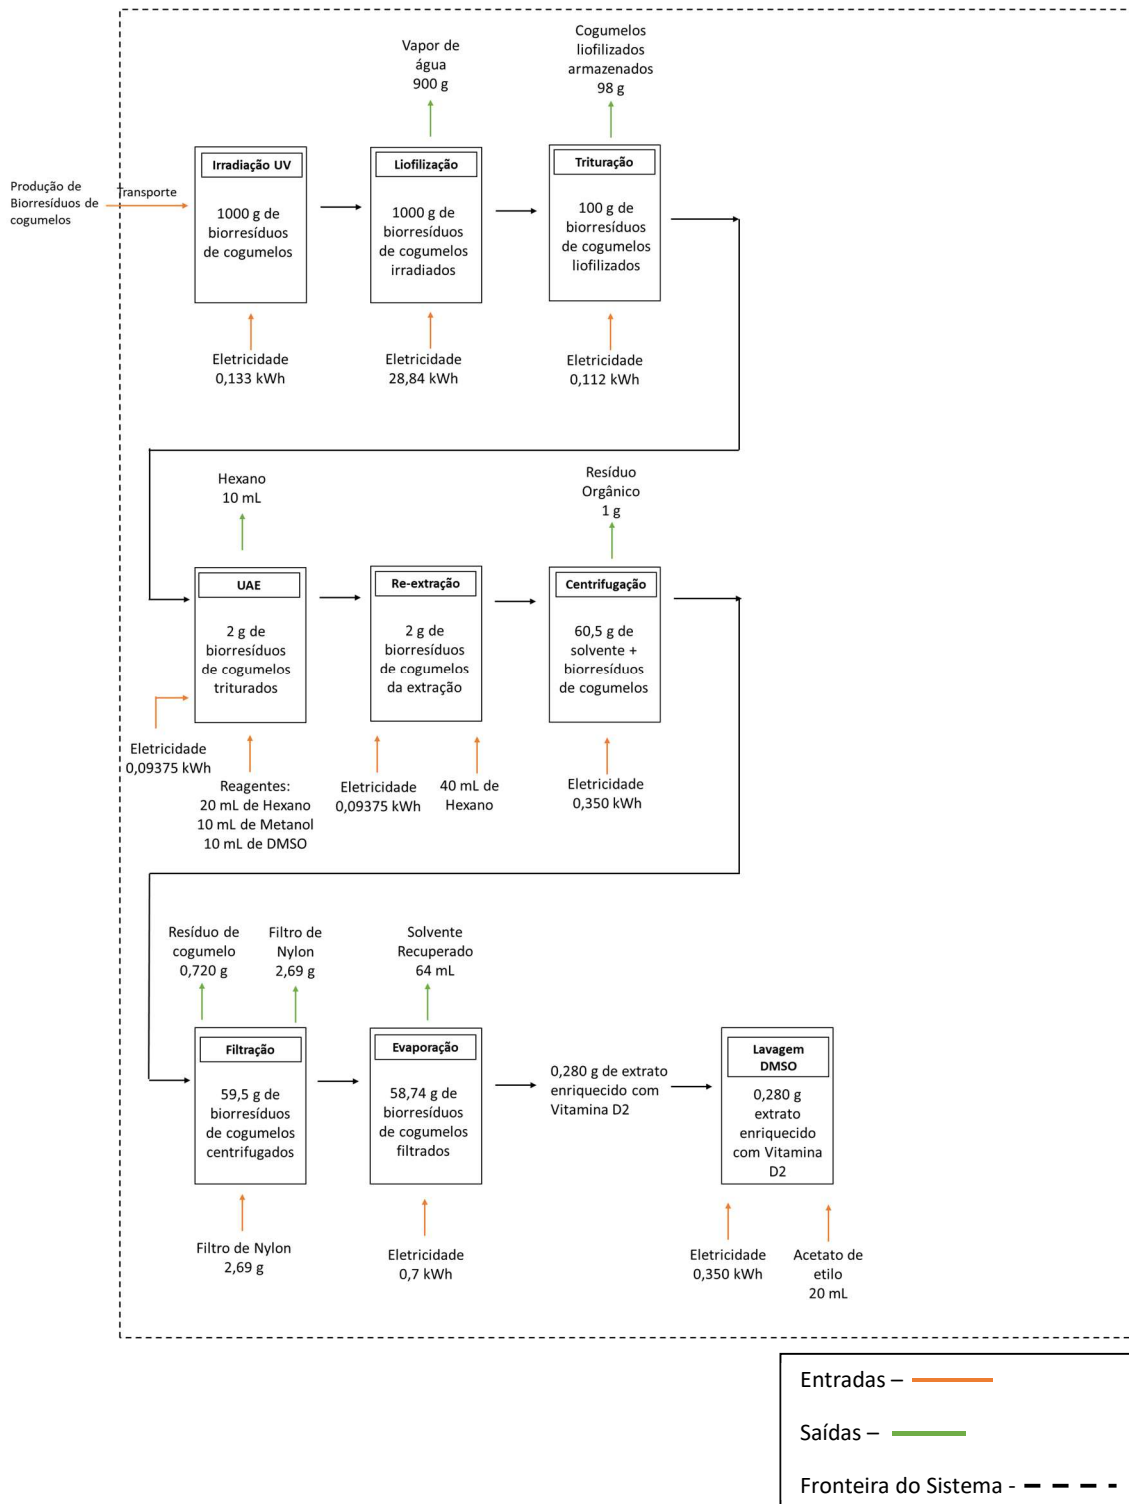 Produção de
Biorresíduos de
cogumelos
Transporte
Irradiação UV
1000 g de
biorresíduos
de cogumelos
Eletricidade
0,133 kWh
Vapor de
água
900 g
Liofilização
1000 g de
biorresíduos
de cogumelos
irradiados
Eletricidade
28,84 kWh
Cogumelos
liofilizados
armazenados
98 g
Trituração
100 g de
biorresíduos
de cogumelos
liofilizados
Eletricidade
0,112 kWh
Hexano
10 mL
UAE
2 g de
biorresíduos
de cogumelos
triturados
Eletricidade
0,09375 kWh
Reagentes:
20 mL de Hexano
10 mL de Metanol
10 mL de DMSO
Re-extração
2 g de
biorresíduos
de cogumelos
da extração
Eletricidade
0,09375 kWh
40 mL de
Hexano
Resíduo
Orgânico
1 g
Centrifugação
60,5 g de
solvente +
biorresíduos
de cogumelos
Eletricidade
0,350 kWh
Resíduo de
cogumelo
0,720 g
Filtro de
Nylon
2,69 g
Filtração
59,5 g de
biorresíduos
de cogumelos
centrifugados
Filtro de Nylon
2,69 g
Solvente
Recuperado
64 mL
Evaporação
58,74 g de
biorresíduos
de cogumelos
filtrados
Eletricidade
0,7 kWh
0,280 g de extrato
enriquecido com
Vitamina D2
Lavagem
DMSO
0,280 g
extrato
enriquecido
com Vitamina
D2
Eletricidade
0,350 kWh
Acetato de
etilo
20 mL
Entradas –
Saídas –
Fronteira do Sistema -